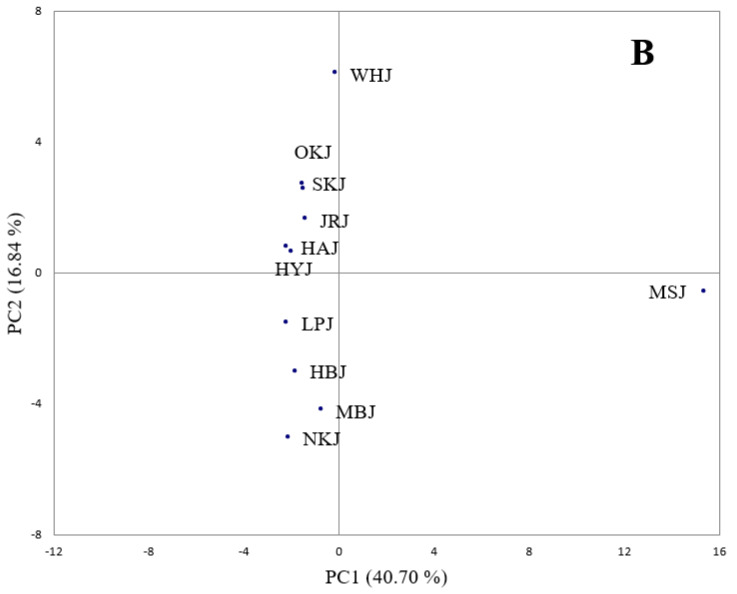 8
B
WHJ
4
OKJ
SKJ
JRJ
HAJ
0
HYJ
MSJ
LPJ
HBJ
-4
MBJ
NKJ
-8
-12 -8 -4 0 4 8 12 16
PC1 (40.70 %)
PC2 (16.84 %)